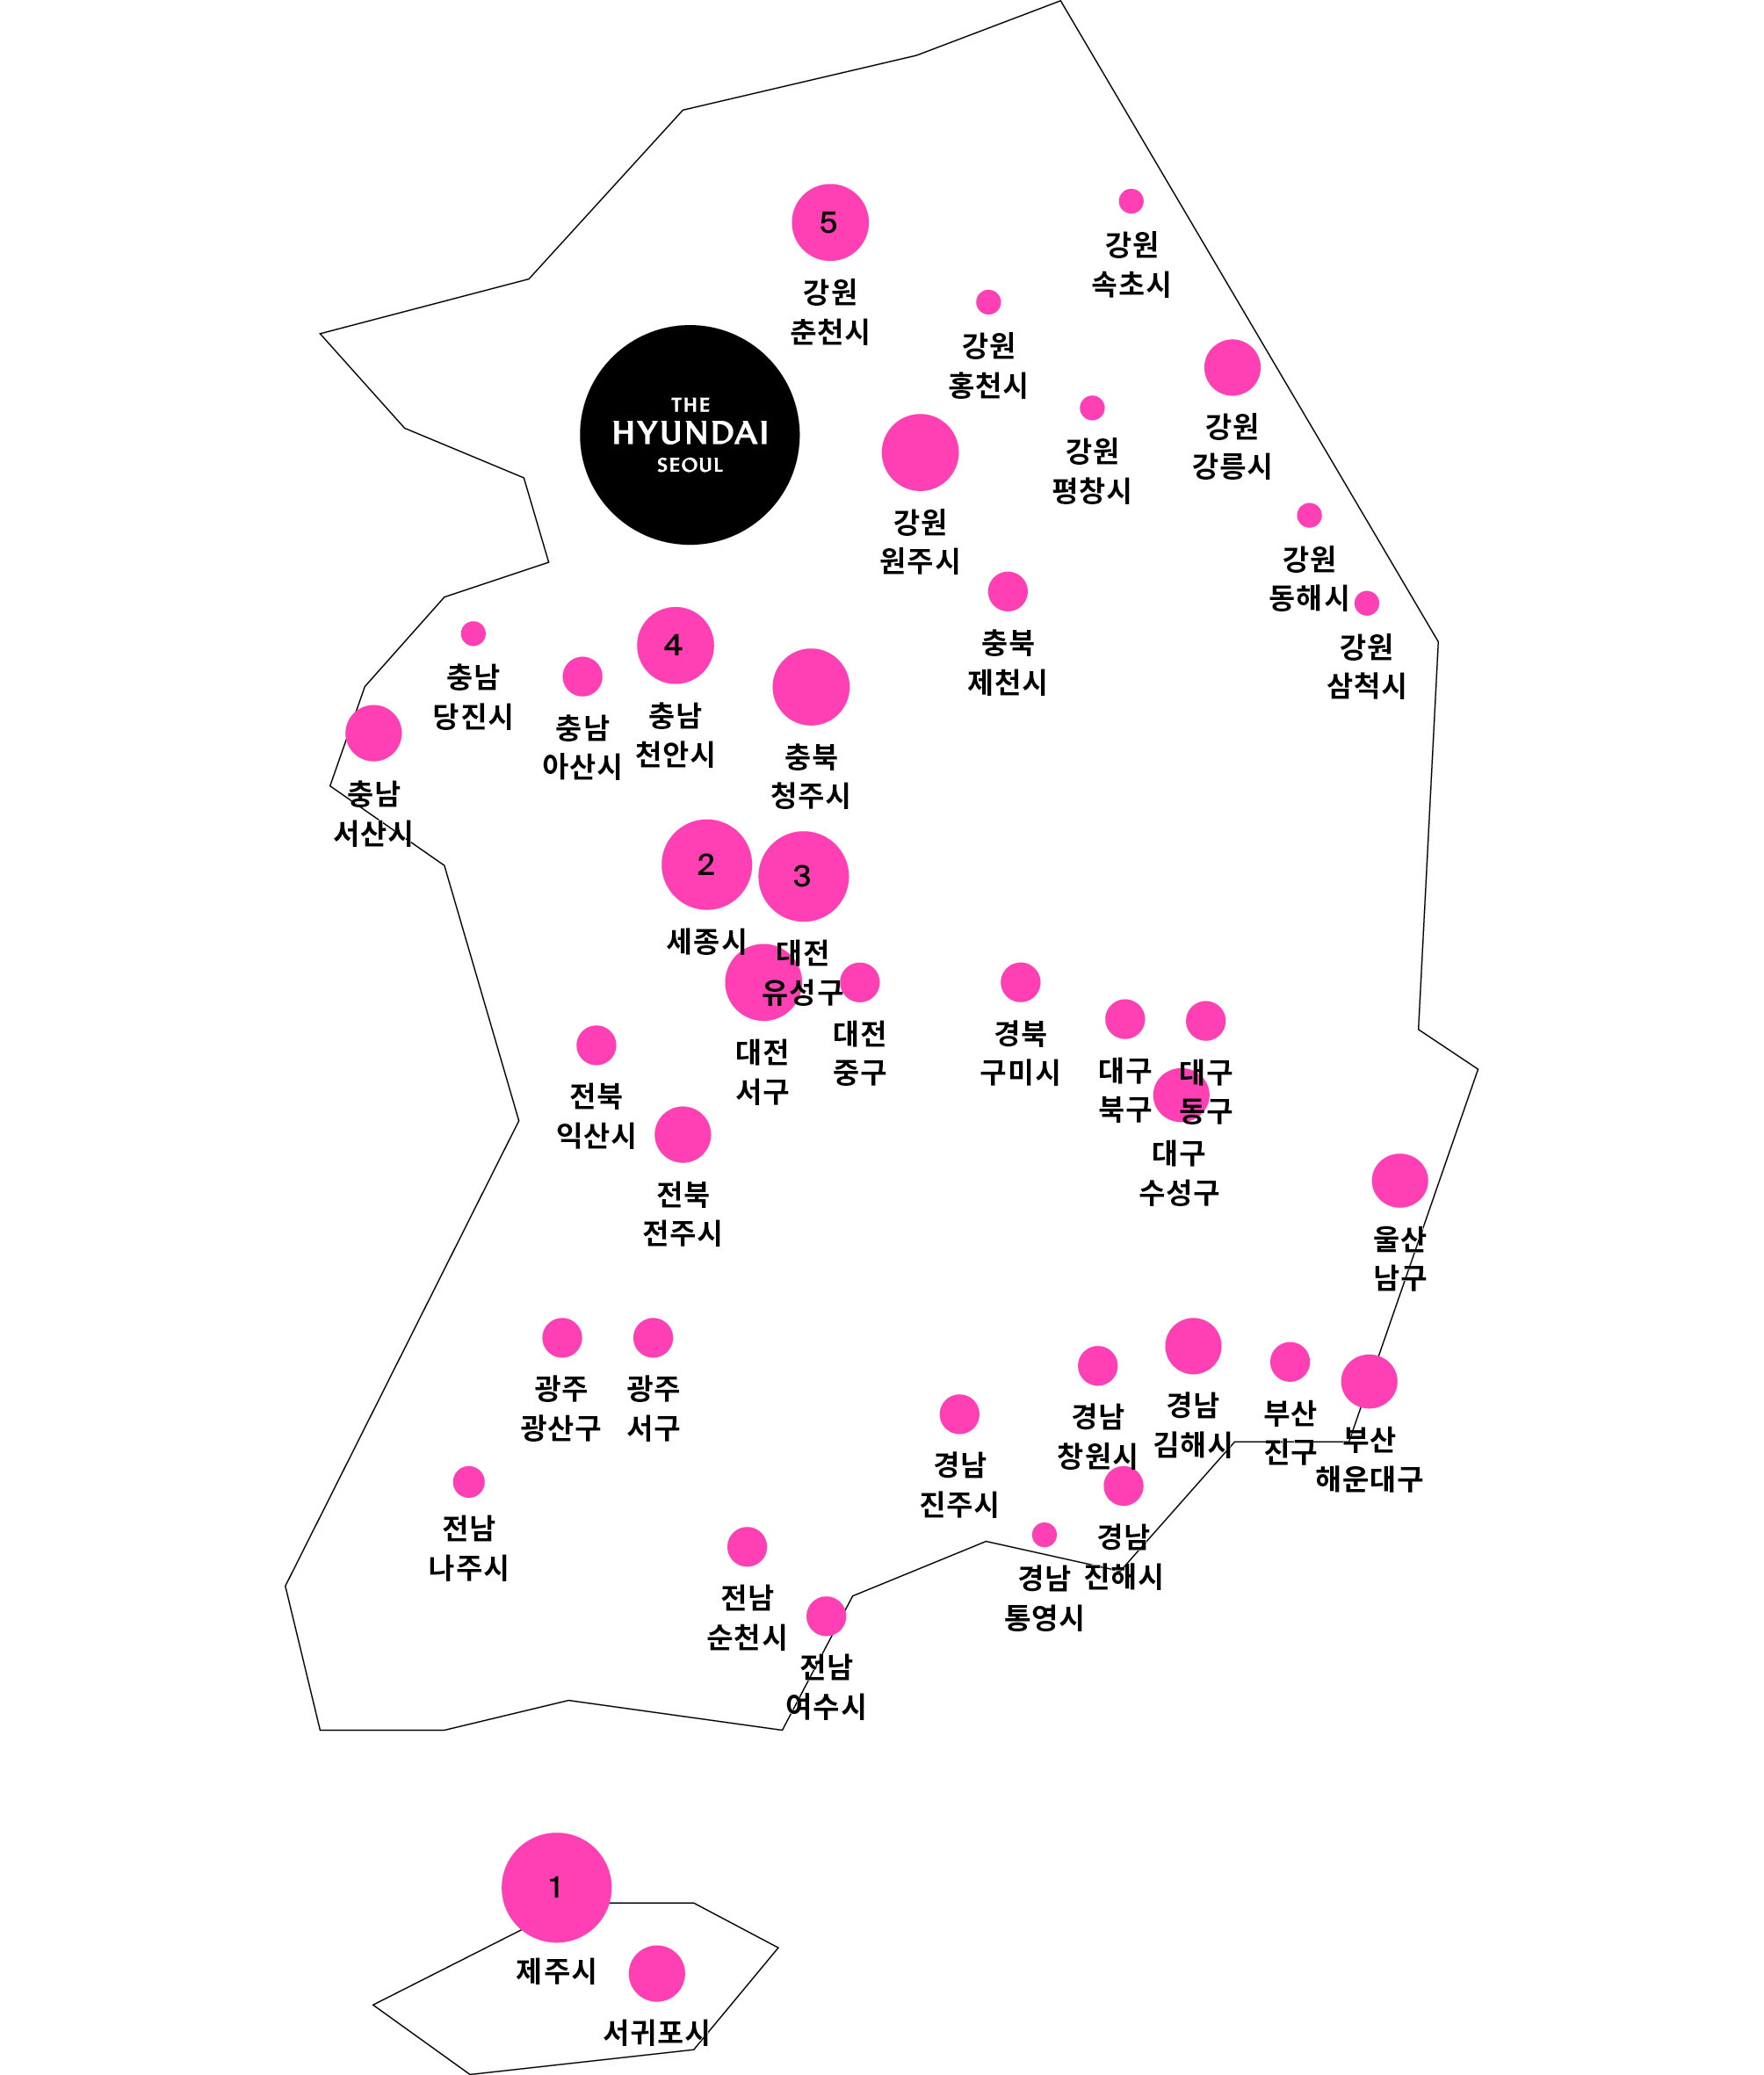 강원
속초시
5
강원
춘천시
강원
홍천시
강원
강릉시
THE
HYUNDAI
SEOUL
강원
평창시
강원
원주시
강원
동해시
충북
제천시
강원
삼척시
충남
당진시
4
충남
천안시
충남
아산시
충북
청주시
충남
서산시
2
세종시
3
대전
유성구
대전
서구
대전
중구
경북
구미시
대구
북구
대구
동구
대구
수성구
전북
익산시
전북
전주시
울산
남구
광주
광산구
광주
서구
경남
창원시
경남
김해시
부산
진구
부산
해운대구
경남
진주시
전남
나주시
경남
진해시
경남
통영시
전남
순천시
전남
여수시
1
제주시
서귀포시